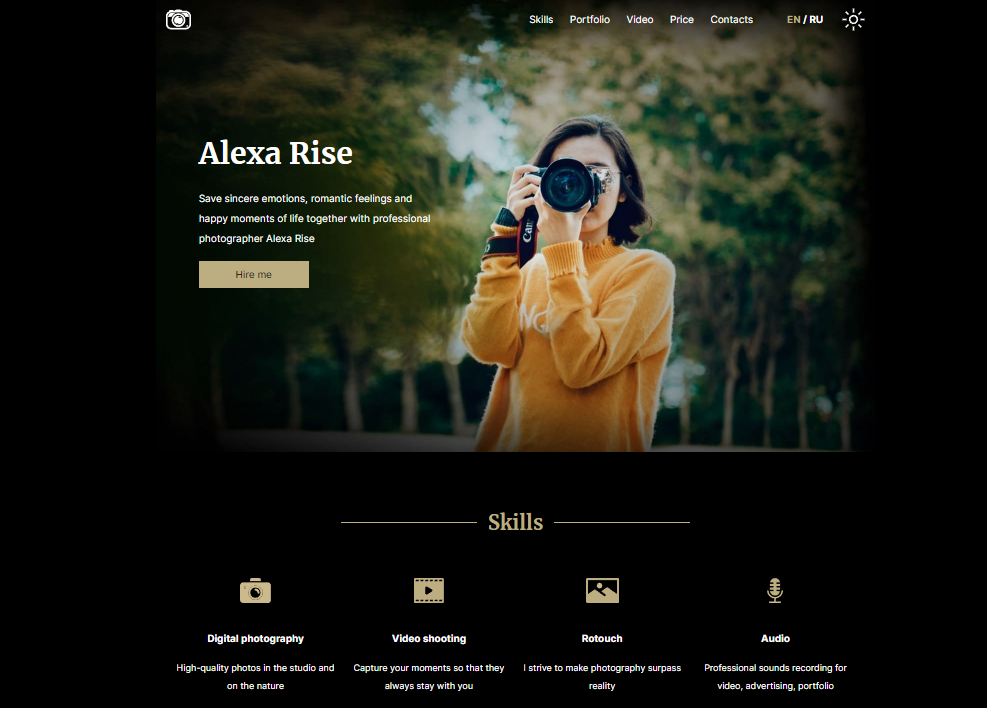 Skills Portfolio Video Price Contacts EN / RU
Alexa Rise
Save sincere emotions, romantic feelings and
happy moments of life together with professional
photographer Alexa Rise
Hire me
Can
Skills
Digital photography
High-quality photos in the studio and
on the nature
Video shooting
Capture your moments so that they
always stay with you
Rotouch
I strive to make photography surpass
reality
Audio
Professional sounds recording for
video, advertising, portfolio